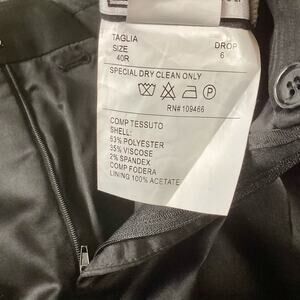 TAGLIA DROP
SIZE 6
40R
SPECIAL DRY CLEAN ONLY
P
RN# 109466
COMP TESSUTO
SHELL:
63% POLYESTER
35% VISCOSE
2% SPANDEX
COMP FODERA
LINING 100% ACETATE